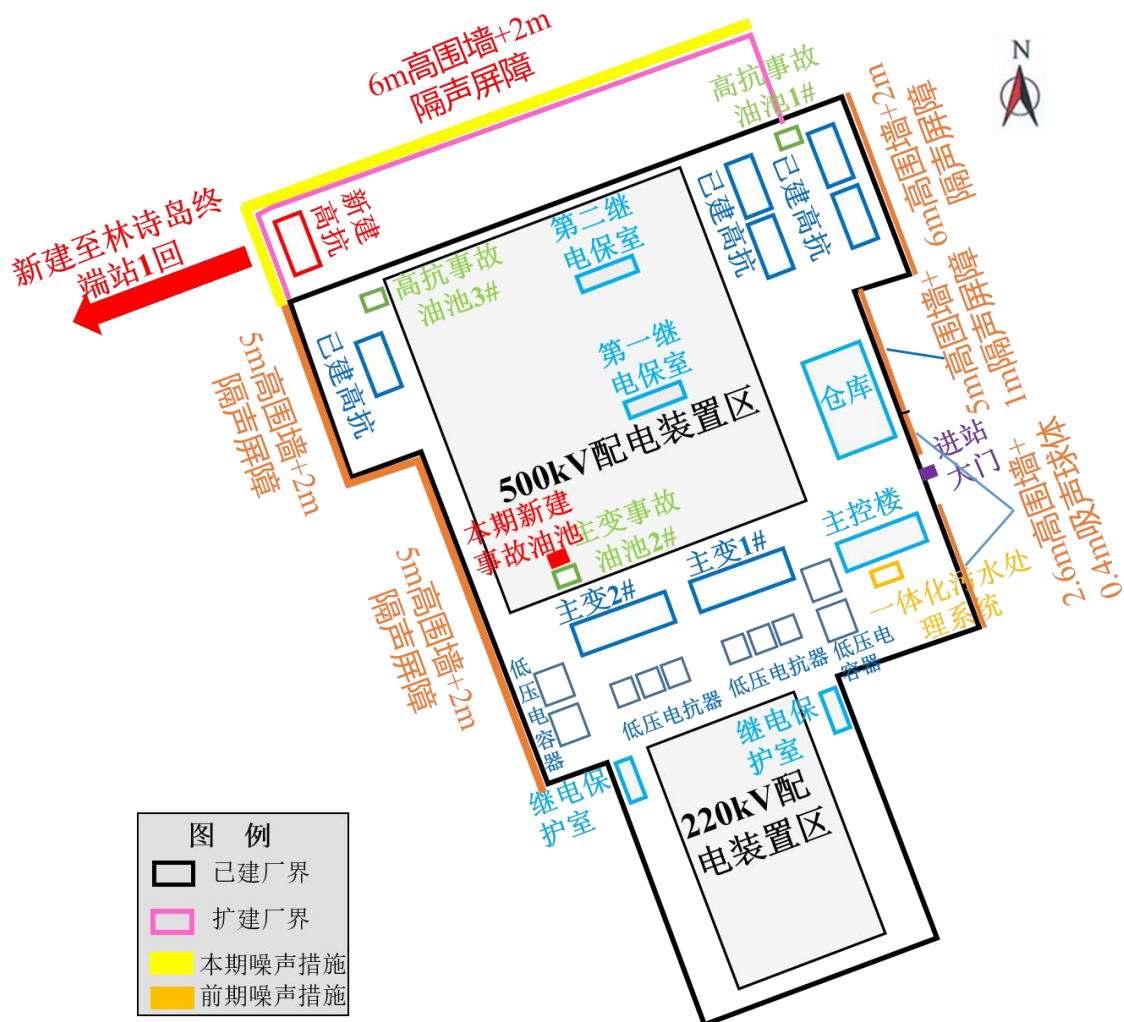 6m高围墙+2m
隔声屏障
N
高抗事故
油池1#
6m高围墙+2m
隔声屏障
新建
高抗
已建高抗
已建高抗
新建至林诗岛终
端站1回
第二继
电保室
高抗事故
油池3#
5m高围墙+2m
隔声屏障
已建高抗
第一继
电保室
5m高围墙+
1m隔声屏障
仓库
500kV配电装置区
进站
大门
2.6m高围墙+
0.4m吸声球体
本期新建
事故油池
主变事故
油池2#
主控楼
5m高围墙+2m
隔声屏障
主变1#
主变2#
一体化污水处
理系统
低压电容器
低压电抗器
低压电抗器
低压电
容器
继电保
护室
继电保
护室
220kV配
电装置区
图 例
已建厂界
扩建厂界
本期噪声措施
前期噪声措施